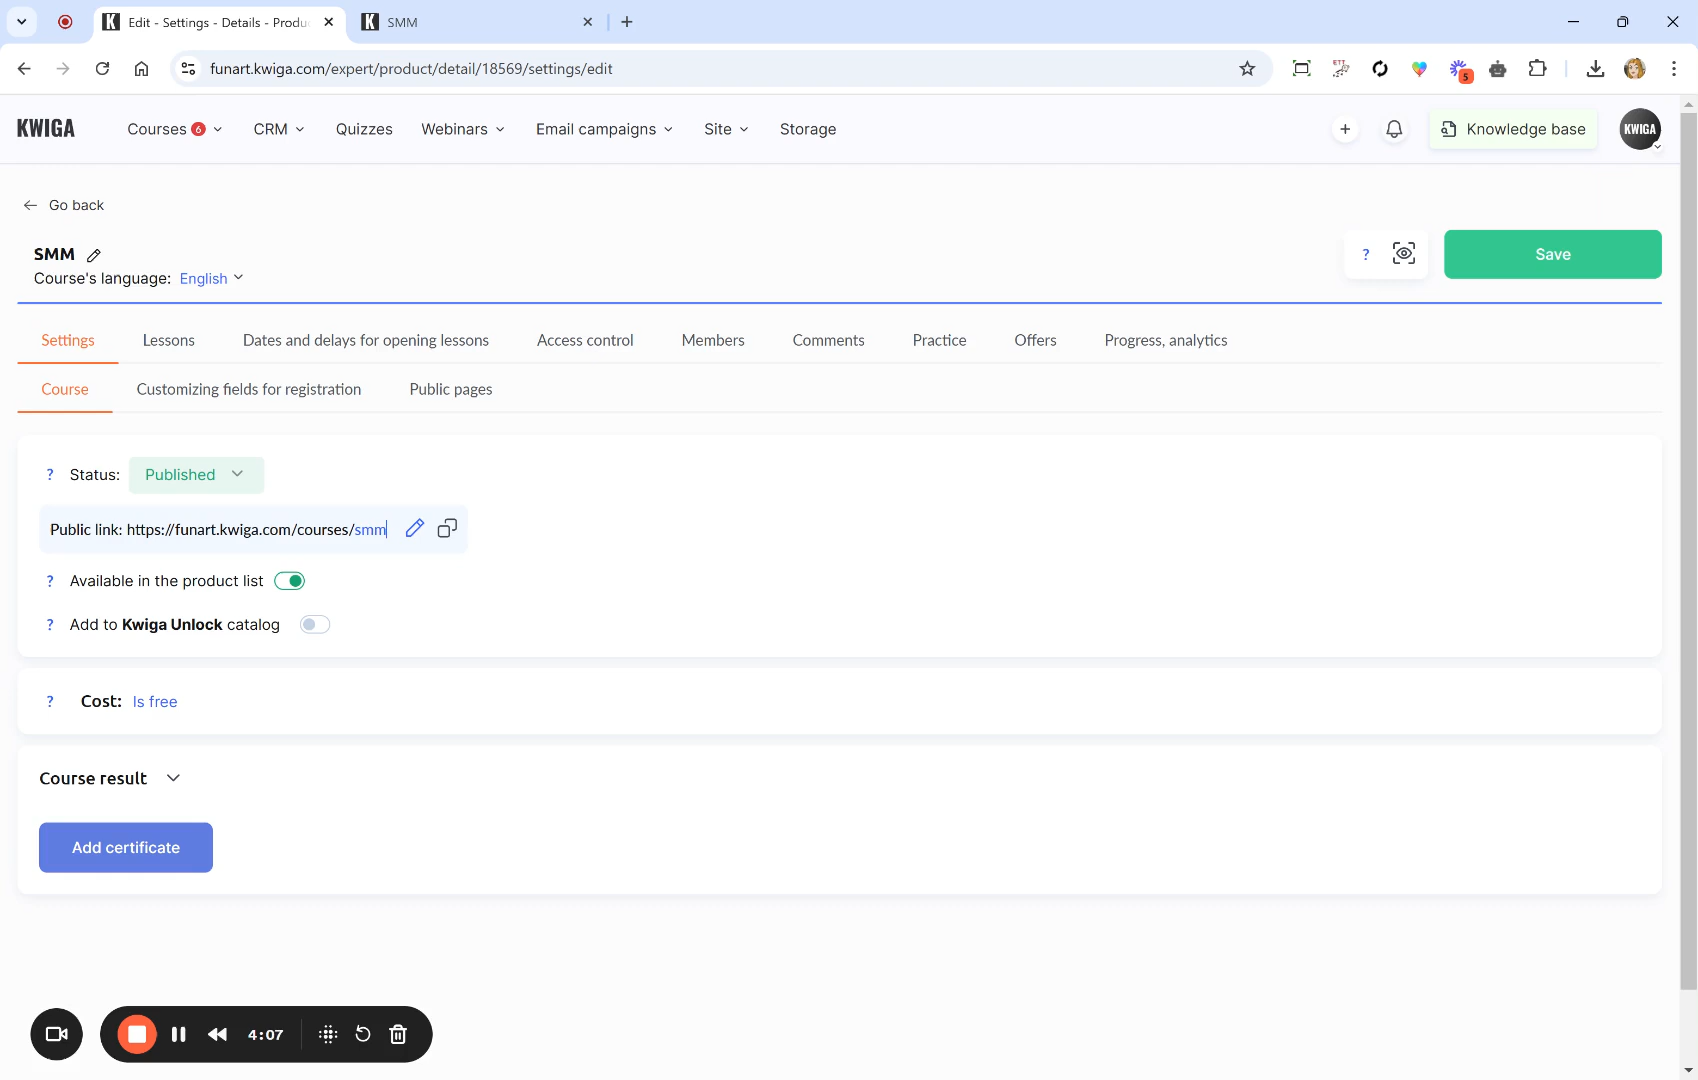 Edit - Settings - Details - Produ
SMM
funart.kwiga.com/expert/product/detail/18569/settings/edit
ETT
5
KWIGA
Courses 6
CRM
Quizzes
Webinars
Email campaigns
Site
Storage
+
Knowledge base
KWIGA
Go back
SMM
Course's language: English
?
Save
Settings
Lessons
Dates and delays for opening lessons
Access control
Members
Comments
Practice
Offers
Progress, analytics
Course
Customizing fields for registration
Public pages
? Status: Published
Public link: https://funart.kwiga.com/courses/smm
? Available in the product list
? Add to Kwiga Unlock catalog
? Cost: Is free
Course result
Add certificate
4:07